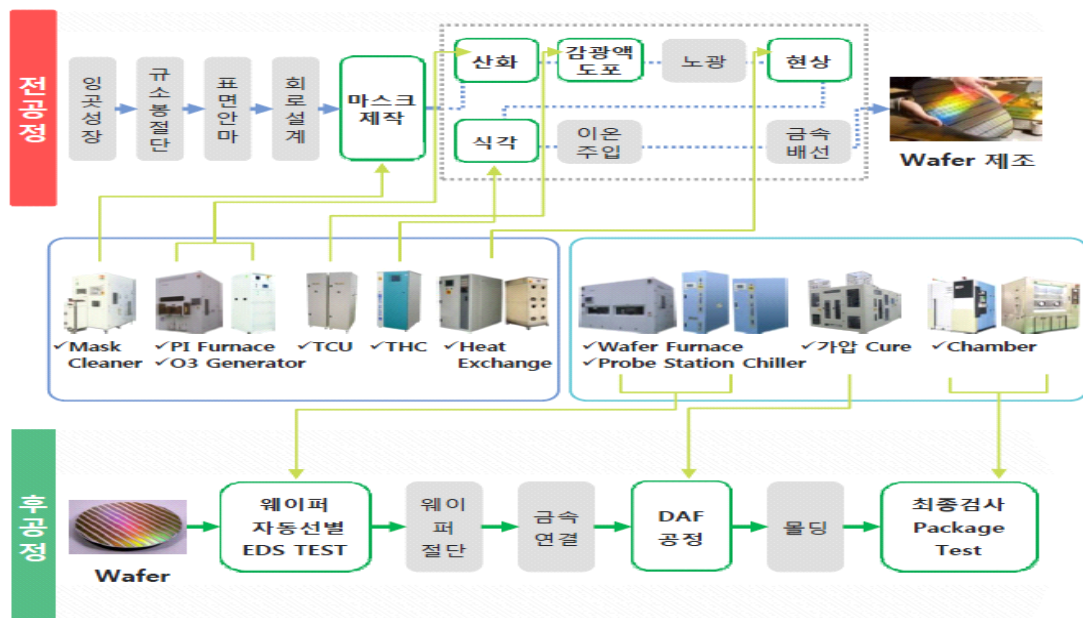 전공정
잉곳성장
규소봉절단
표면안마
회로설계
마스크
제작
산화
감광액
도포
노광
현상
식각
이온
주입
금속
배선
Wafer 제조
✓Mask
Cleaner
✓PI Furnace
✓O3 Generator
✓TCU
✓THC
✓Heat
Exchange
✓Wafer Furnace
✓Probe Station Chiller
✓가압 Cure
✓Chamber
후공정
Wafer
웨이퍼
자동선별
EDS TEST
웨이
퍼
절단
금속
연결
DAF
공정
몰딩
최종검사
Package
Test